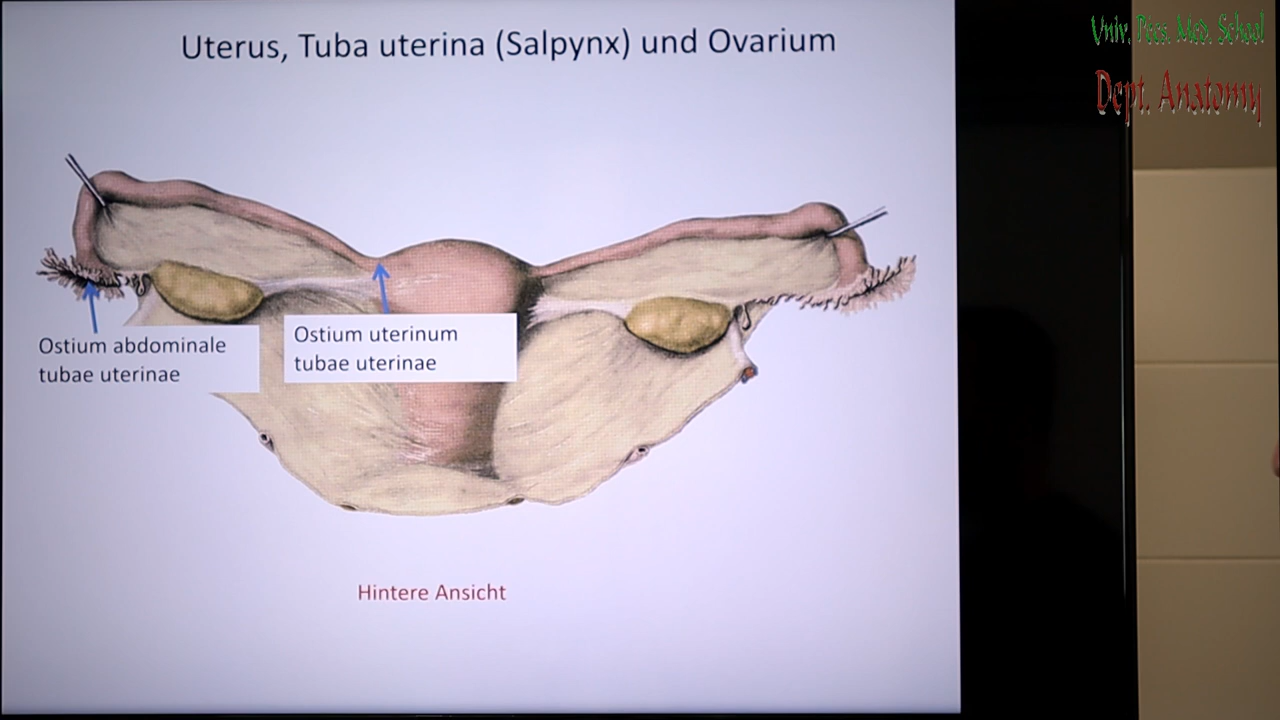 Uterus, Tuba uterina (Salpynx) und Ovarium
Univ. Pécs. Med. School
Dept. Anatomy
Ostium abdominale
tubae uterinae
Ostium uterinum
tubae uterinae
Hintere Ansicht